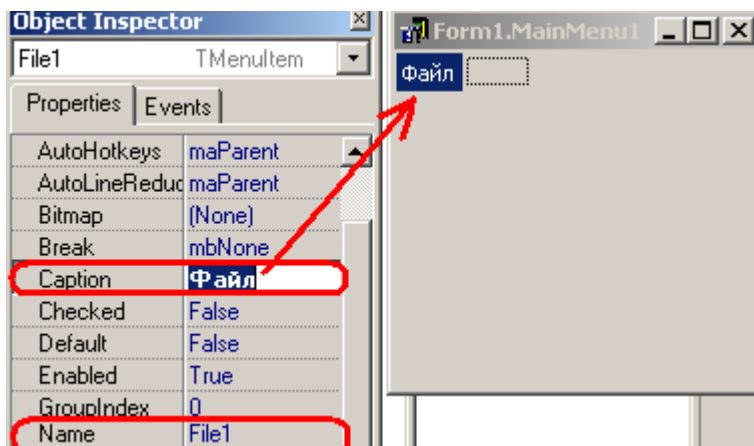 Object Inspector
File1 TMenuItem
Properties Events
AutoHotkeys maParent
AutoLineReduc maParent
Bitmap (None)
Break mbNone
Caption Файл
Checked False
Default False
Enabled True
GroupIndex 0
Name File1
Form1.MainMenu1
Файл